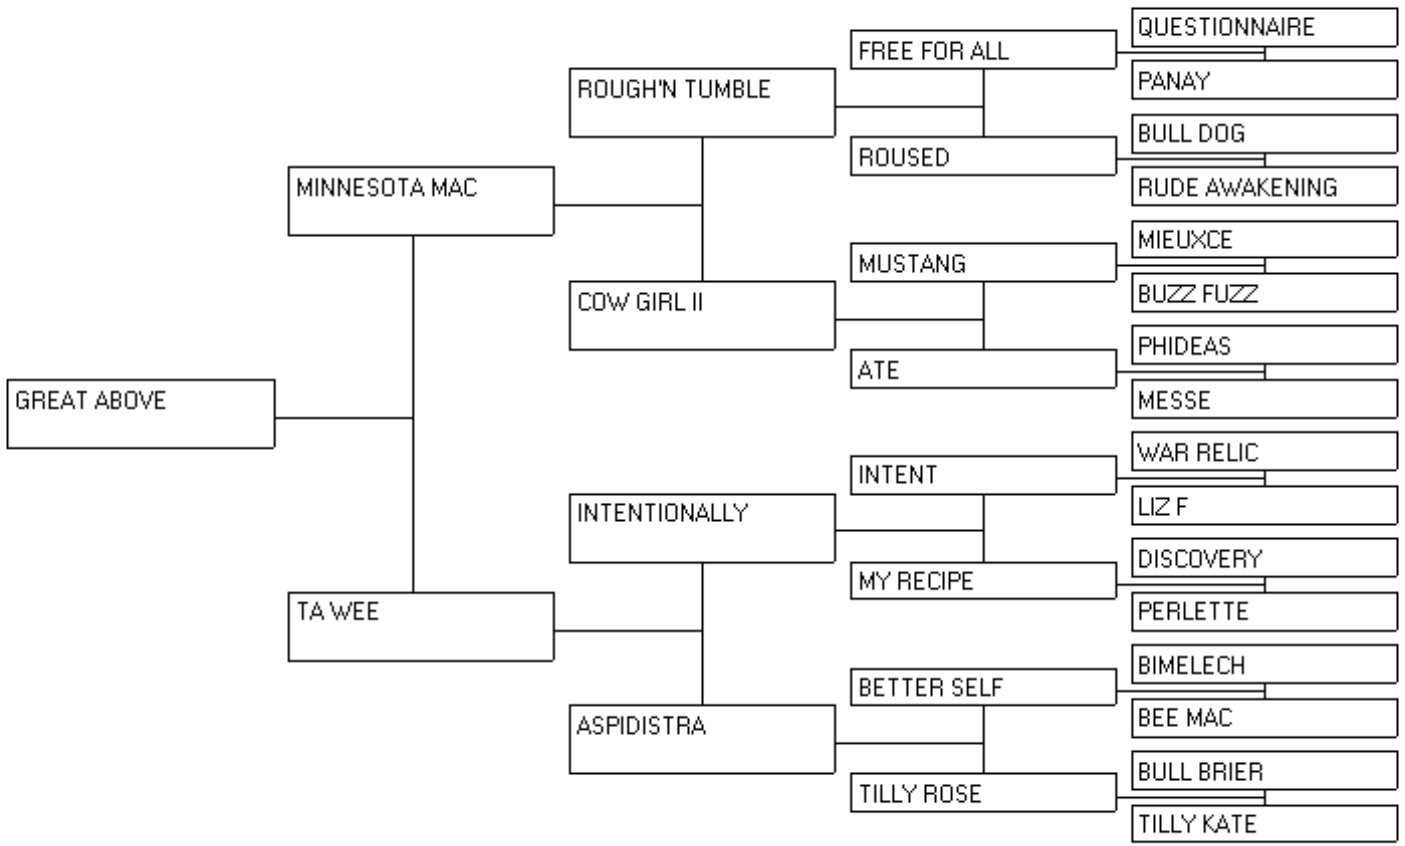 QUESTIONNAIRE
FREE FOR ALL
PANAY
ROUGH'N TUMBLE
BULL DOG
ROUSED
RUDE AWAKENING
MINNESOTA MAC
MIEUXCE
MUSTANG
BUZZ FUZZ
COW GIRL II
PHIDEAS
ATE
MESSE
GREAT ABOVE
WAR RELIC
INTENT
LIZ F
INTENTIONALLY
DISCOVERY
MY RECIPE
PERLETTE
TA WEE
BIMELECH
BETTER SELF
BEE MAC
ASPIDISTRA
BULL BRIER
TILLY ROSE
TILLY KATE